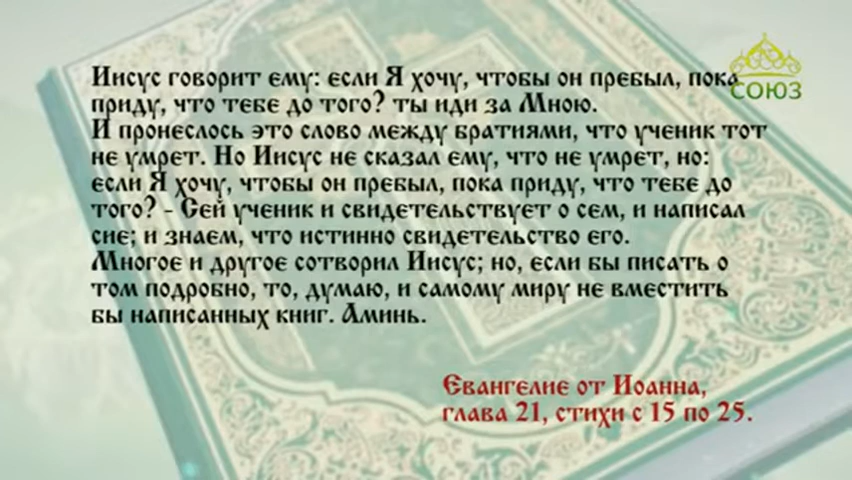 Иисус говорит ему: если Я хочу, чтобы он пребыл, пока
приду, что тебе до того? ты иди за Мною.
И пронеслось это слово между братиями, что ученик тот
не умрет. Но Иисус не сказал ему, что не умрет, но:
если Я хочу, чтобы он пребыл, пока приду, что тебе до
того? - Сей ученик и свидетельствует о сем, и написал
сие; и знаем, что истинно свидетельство его.
Многое и другое сотворил Иисус; но, если бы писать о
том подробно, то, думаю, и самому миру не вместить
бы написанных книг. Аминь.
Евангелие от Иоанна,
глава 21, стихи с 15 по 25.
СОЮЗ